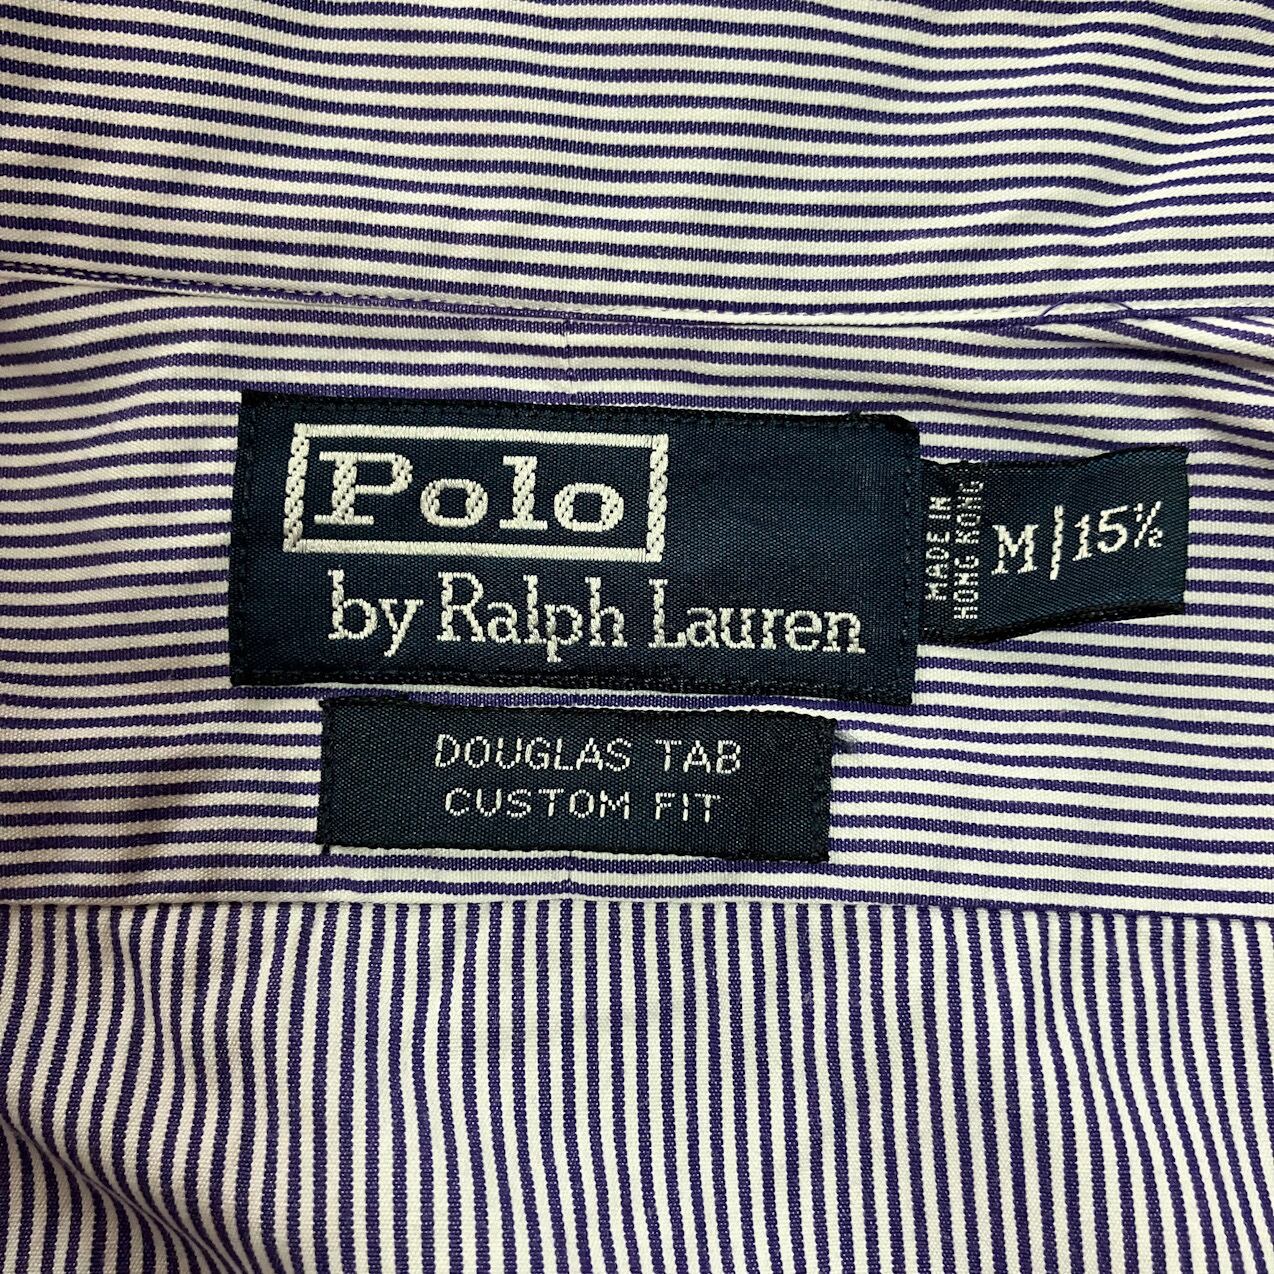 Polo
by Ralph Lauren
MADE IN
HONG KONG
M|15½
DOUGLAS TAB
CUSTOM FIT